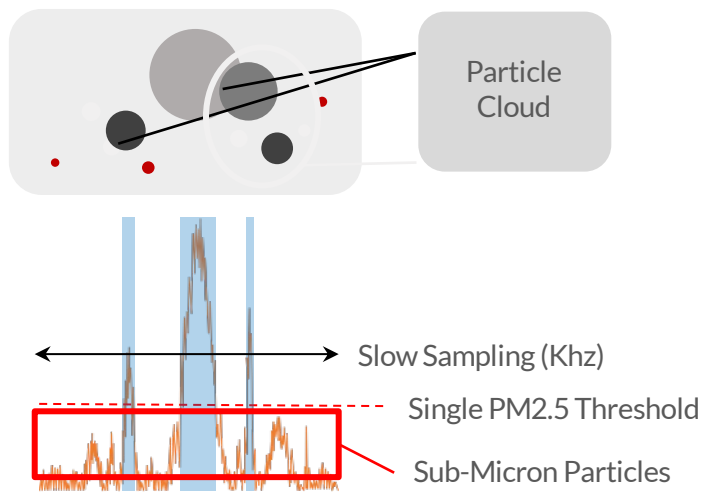 Particle
Cloud
Slow Sampling (Khz)
Single PM2.5 Threshold
Sub-Micron Particles